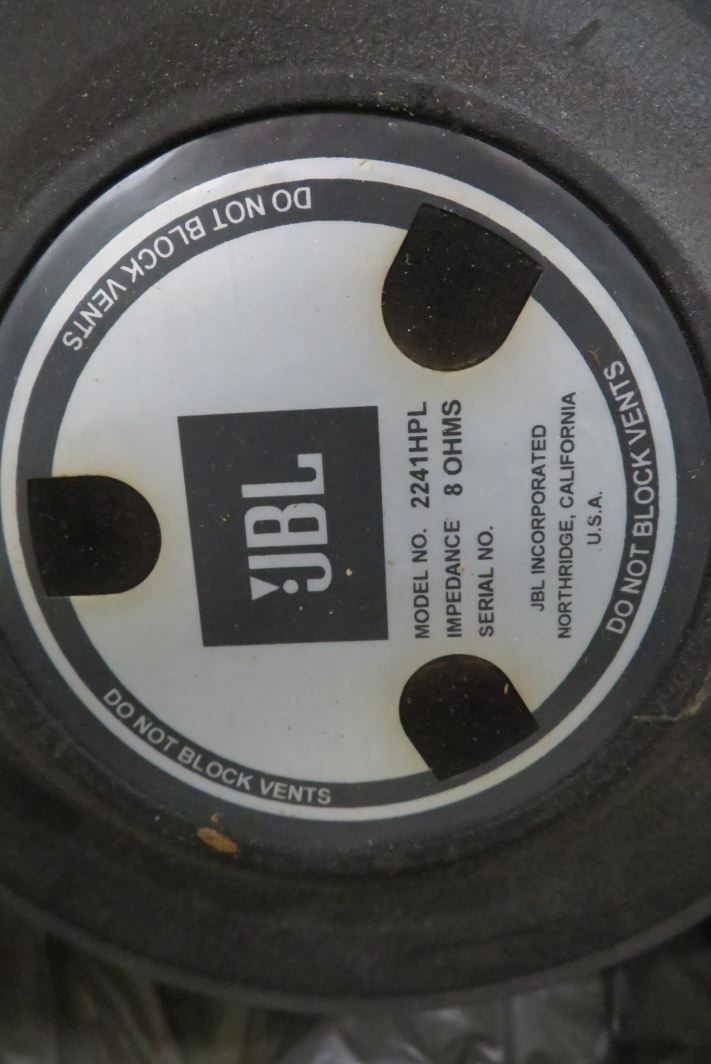 DO NOT BLOCK VENTS
JBL
MODEL NO. 2241HPL
IMPEDANCE 8 OHMS
SERIAL NO.
JBL INCORPORATED
NORTHRIDGE, CALIFORNIA
U.S.A.
DO NOT BLOCK VENTS
DO NOT BLOCK VENTS